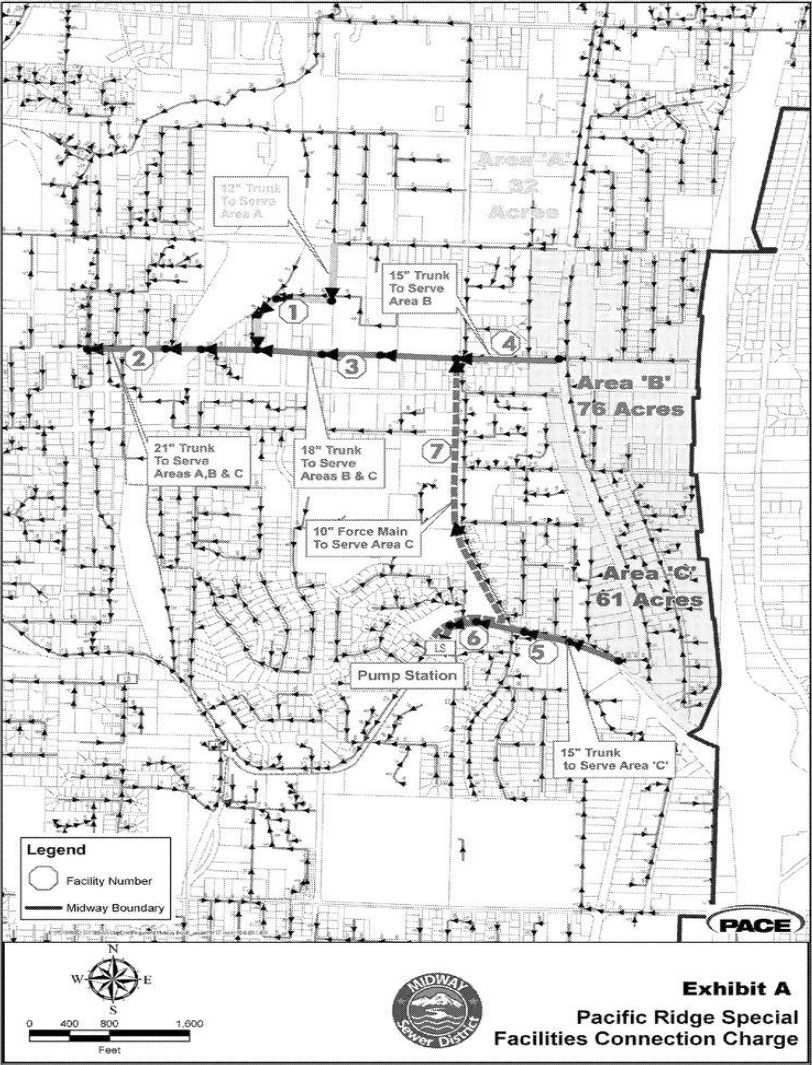 Area 'A'
32
Acres
12" Trunk
To Serve
Area A
15" Trunk
To Serve
Area B
1
4
2
3
Area 'B'
76 Acres
21" Trunk
To Serve
Areas A,B & C
18" Trunk
To Serve
Areas B & C
7
10" Force Main
To Serve Area C
Area 'C'
61 Acres
6
5
LS
Pump Station
15" Trunk
to Serve Area 'C'
Legend
Facility Number
Midway Boundary
PACE
N
W
E
S
0 400 800 1,600
Feet
MIDWAY
Sewer District
Exhibit A
Pacific Ridge Special
Facilities Connection Charge